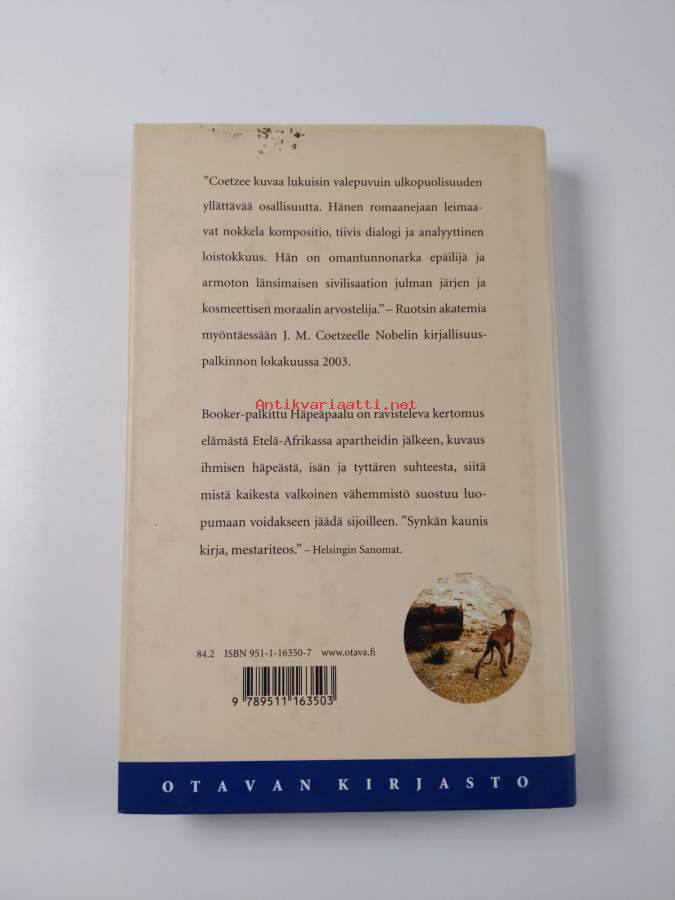 ”Coetzee kuvaa lukuisin valepuvuin ulkopuolisuuden
yllättävää osallisuutta. Hänen romaanejaan leimaa-
vat nokkela kompositio, tiivis dialogi ja analyyttinen
loistokkuus. Hän on omantunnonarka epäilijä ja
armoton länsimaisen sivilisaation julman järjen ja
kosmeettisen moraalin arvostelija.” – Ruotsin akatemia
myöntäessään J. M. Coetzeelle Nobelin kirjallisuus-
palkinnon lokakuussa 2003.
Antikvariaatti.net
Booker-palkittu Häpeäpaalu on ravisteleva kertomus
elämästä Etelä-Afrikassa apartheidin jälkeen, kuvaus
ihmisen häpeästä, isän ja tyttären suhteesta, siitä
mistä kaikesta valkoinen vähemmistö suostuu luo-
pumaan voidakseen jäädä sijoilleen. ”Synkän kaunis
kirja, mestariteos.” – Helsingin Sanomat.
84.2 ISBN 951-1-16350-7 www.otava.fi
9 789511 163503
OTAVAN KIRJASTO